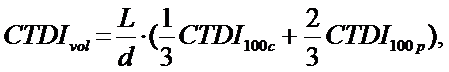 CTDI_vol = L/d · (1/3 CTDI_100c + 2/3 CTDI_100p),